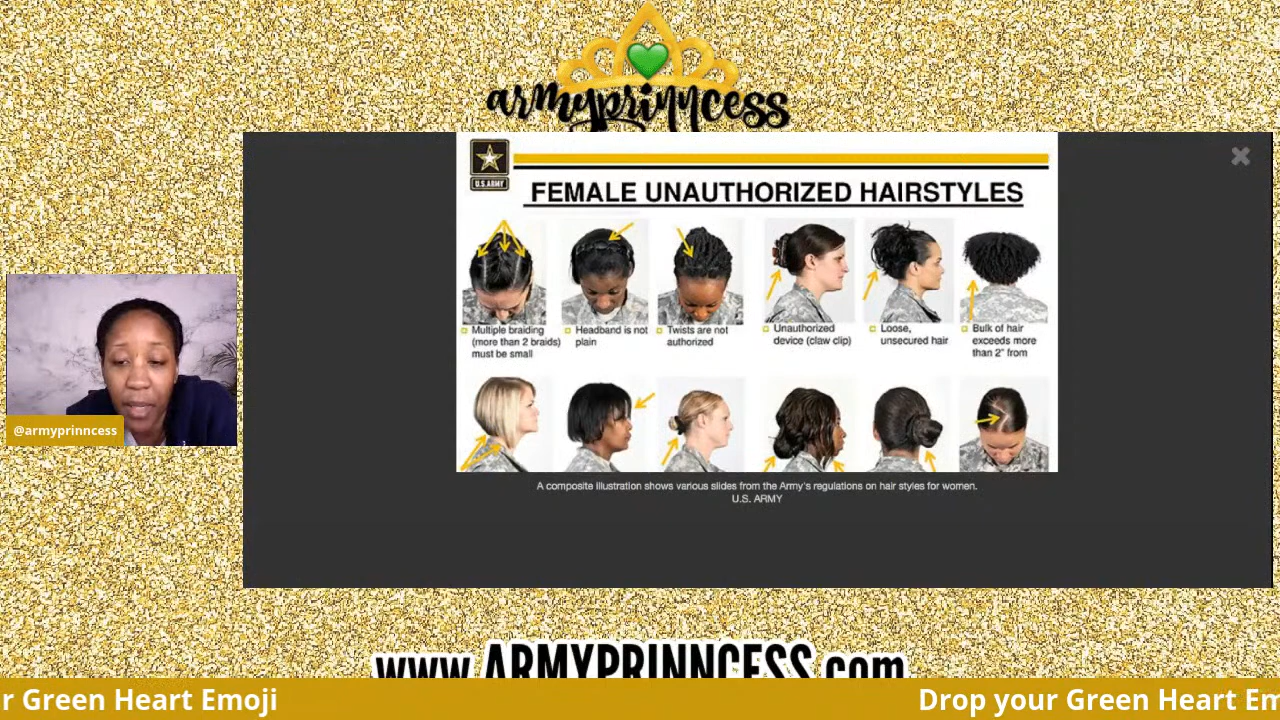 armyprinncess
U.S. ARMY
FEMALE UNAUTHORIZED HAIRSTYLES
Multiple braiding
(more than 2 braids)
must be small
Headband is not
plain
Twists are not
authorized
Unauthorized
device (claw clip)
Loose,
unsecured hair
Bulk of hair
exceeds more
than 2" from
@armyprinncess
A composite illustration shows various slides from the Army's regulations on hair styles for women.
U.S. ARMY
www.ARMYPRINNCESS.com
r Green Heart Emoji
Drop your Green Heart Em